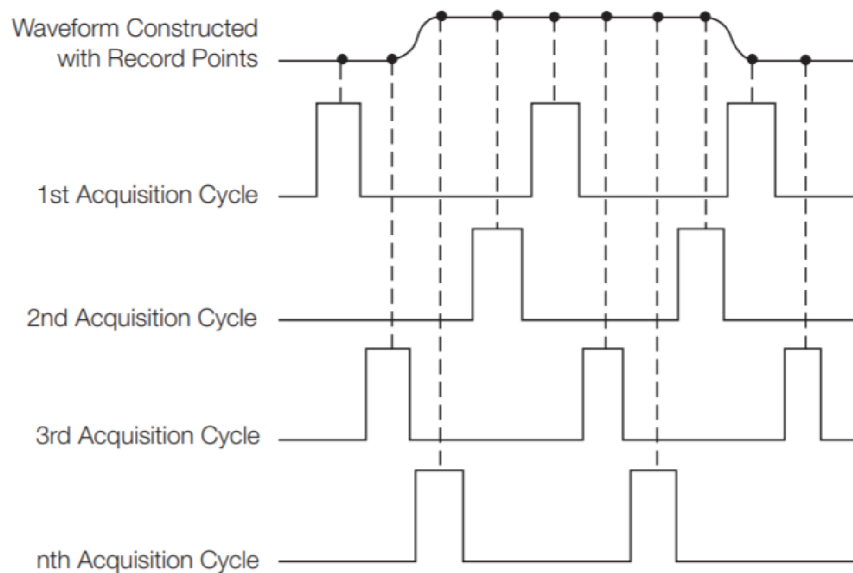 Waveform Constructed
with Record Points
1st Acquisition Cycle
2nd Acquisition Cycle
3rd Acquisition Cycle
nth Acquisition Cycle